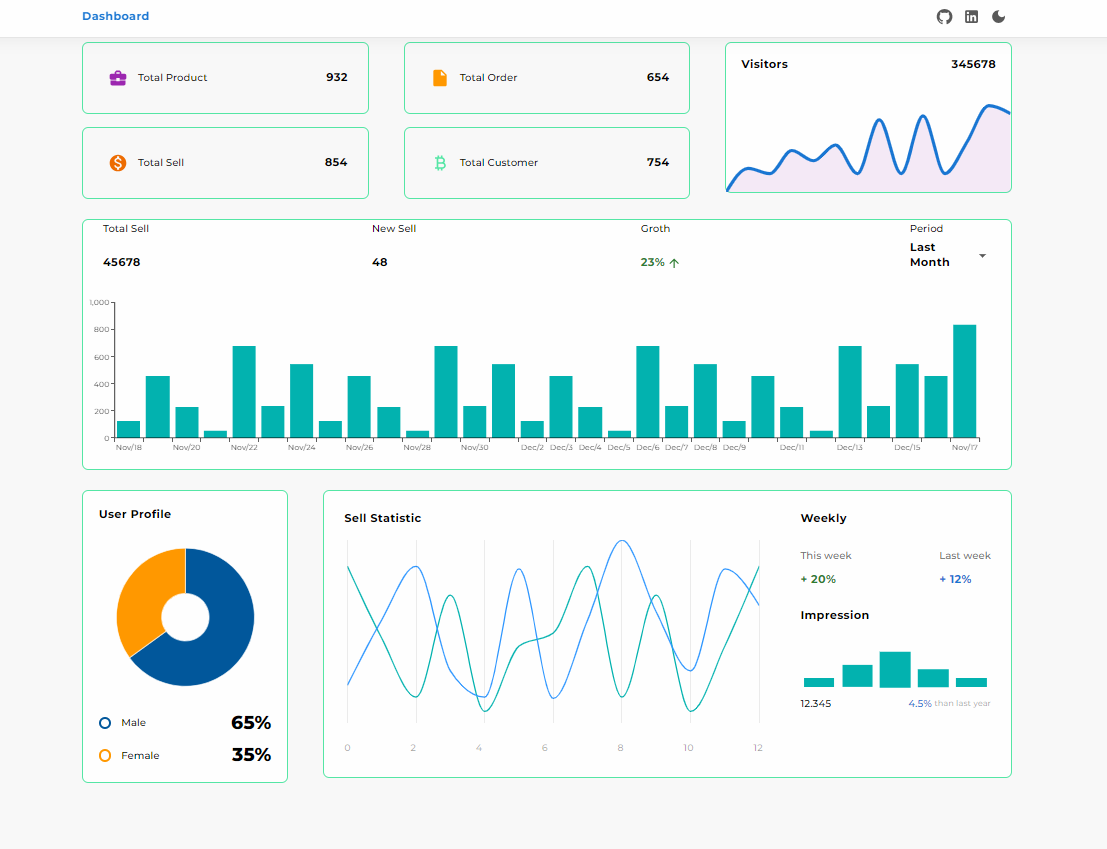 Dashboard
Total Product 932
Total Order 654
Visitors 345678
Total Sell 854
Total Customer 754
Total Sell New Sell Groth Period
45678 48 23% Last
Month
1,000
800
600
400
200
0
Nov/18 Nov/20 Nov/22 Nov/24 Nov/26 Nov/28 Nov/30 Dec/2 Dec/3 Dec/4 Dec/5 Dec/6 Dec/7 Dec/8 Dec/9 Dec/11 Dec/13 Dec/15 Nov/17
User Profile
Male 65%
Female 35%
Sell Statistic
0 2 4 6 8 10 12
Weekly
This week Last week
+ 20% + 12%
Impression
12.345 4.5% than last year